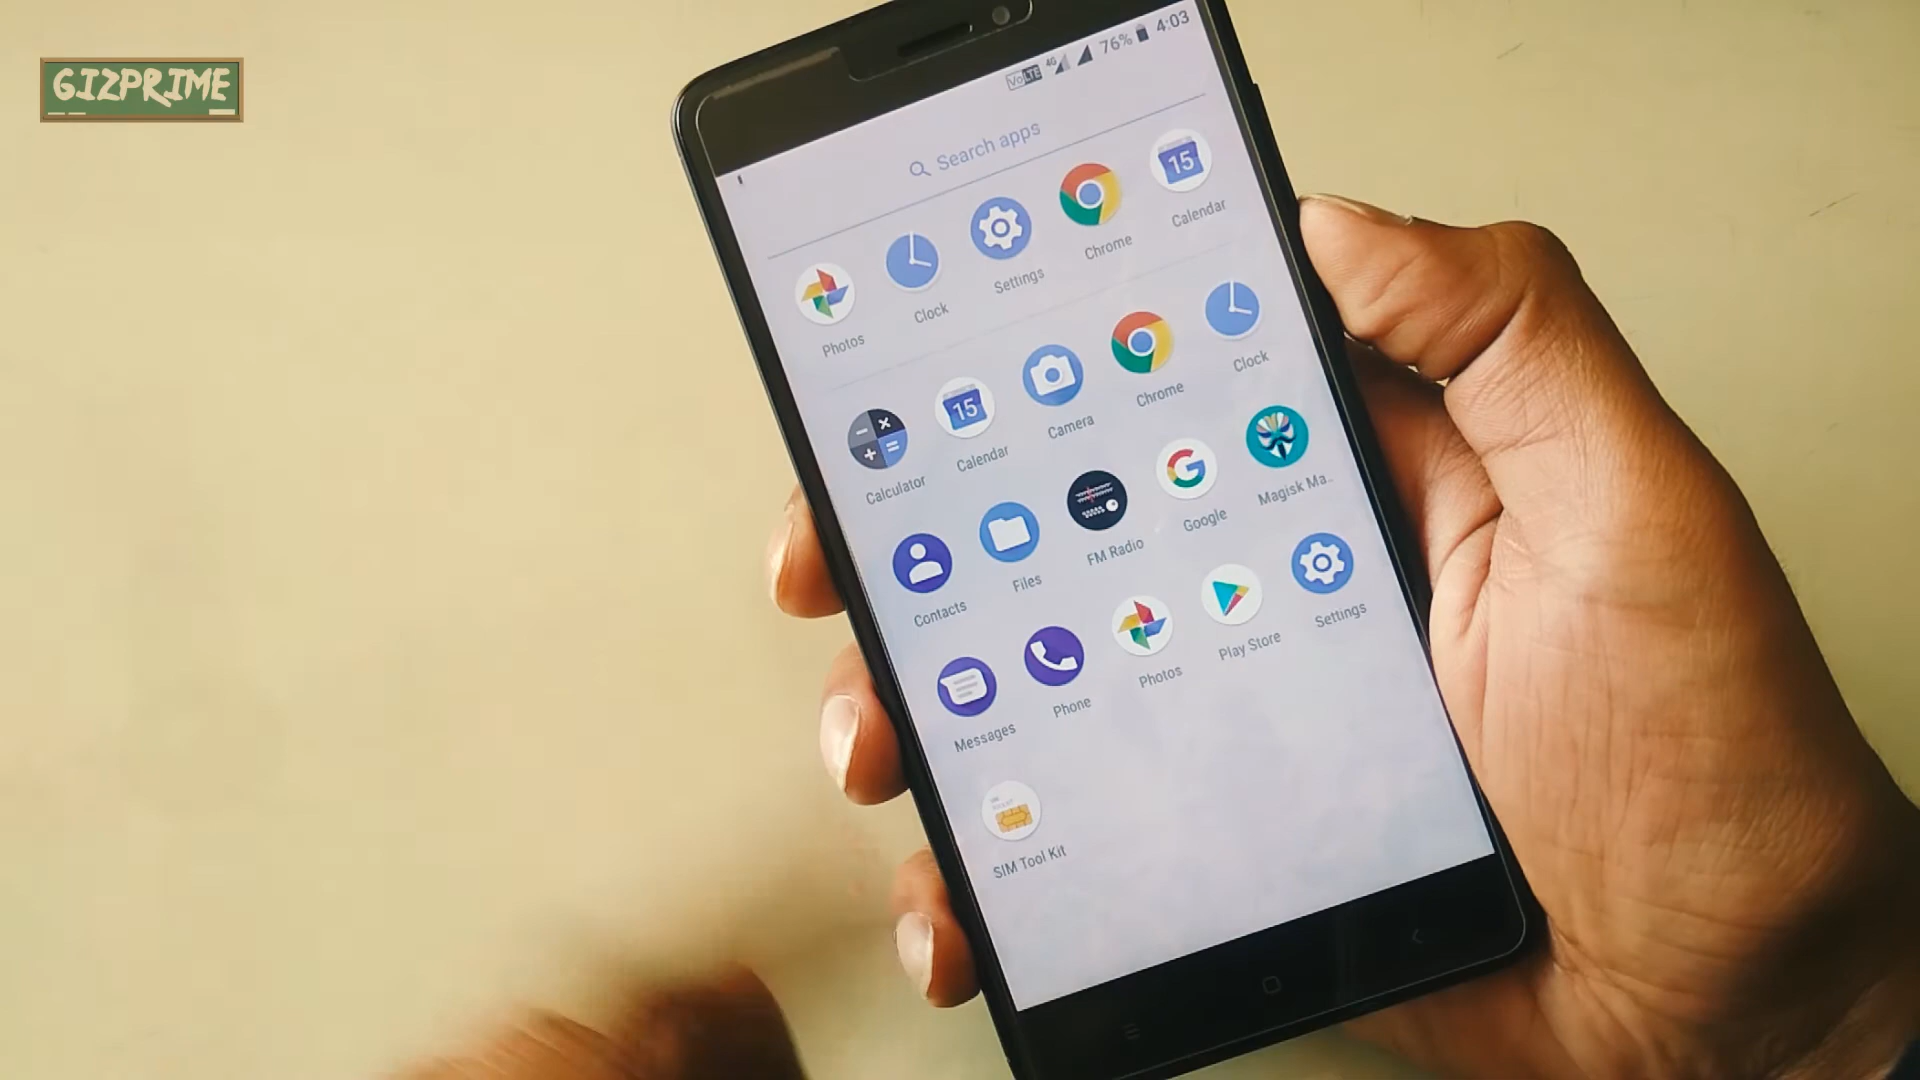 GIZPRIME
VoLTE 4G 76% 4:03
Search apps
Photos Clock Settings Chrome Calendar
15
Calculator Calendar Camera Chrome Clock
15
Contacts Files FM Radio Google Magisk Ma..
Messages Phone Photos Play Store Settings
SIM Tool Kit